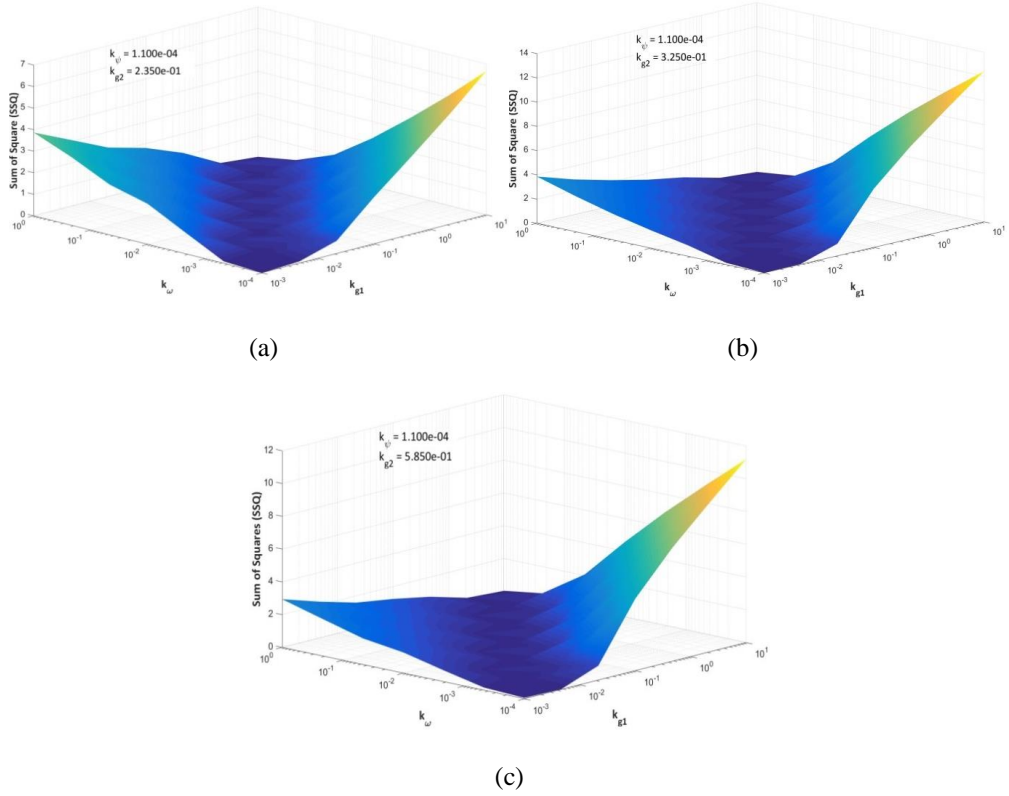 k_ψ = 1.100e-04
k_g2 = 2.350e-01
Sum of Square (SSQ)
7
6
5
4
3
2
1
0
10^0
10^-1
10^-2
10^-3
10^-4
k_ω
10^-3
10^-2
10^-1
10^0
10^1
k_g1
(a)
k_ψ = 1.100e-04
k_g2 = 3.250e-01
Sum of Square (SSQ)
14
12
10
8
6
4
2
0
10^0
10^-1
10^-2
10^-3
10^-4
k_ω
10^-3
10^-2
10^-1
10^0
10^1
k_g1
(b)
k_ψ = 1.100e-04
k_g2 = 5.850e-01
Sum of Squares (SSQ)
12
10
8
6
4
2
0
10^0
10^-1
10^-2
10^-3
10^-4
k_ω
10^-3
10^-2
10^-1
10^0
10^1
k_g1
(c)